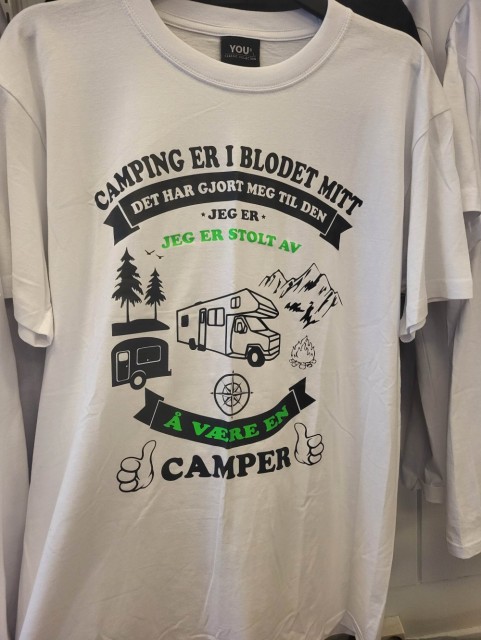 YOU
CAMPING ER I BLODET MITT
DET HAR GJORT MEG TIL DEN
JEG ER
JEG ER STOLT AV
Å VÆRE EN
CAMPER